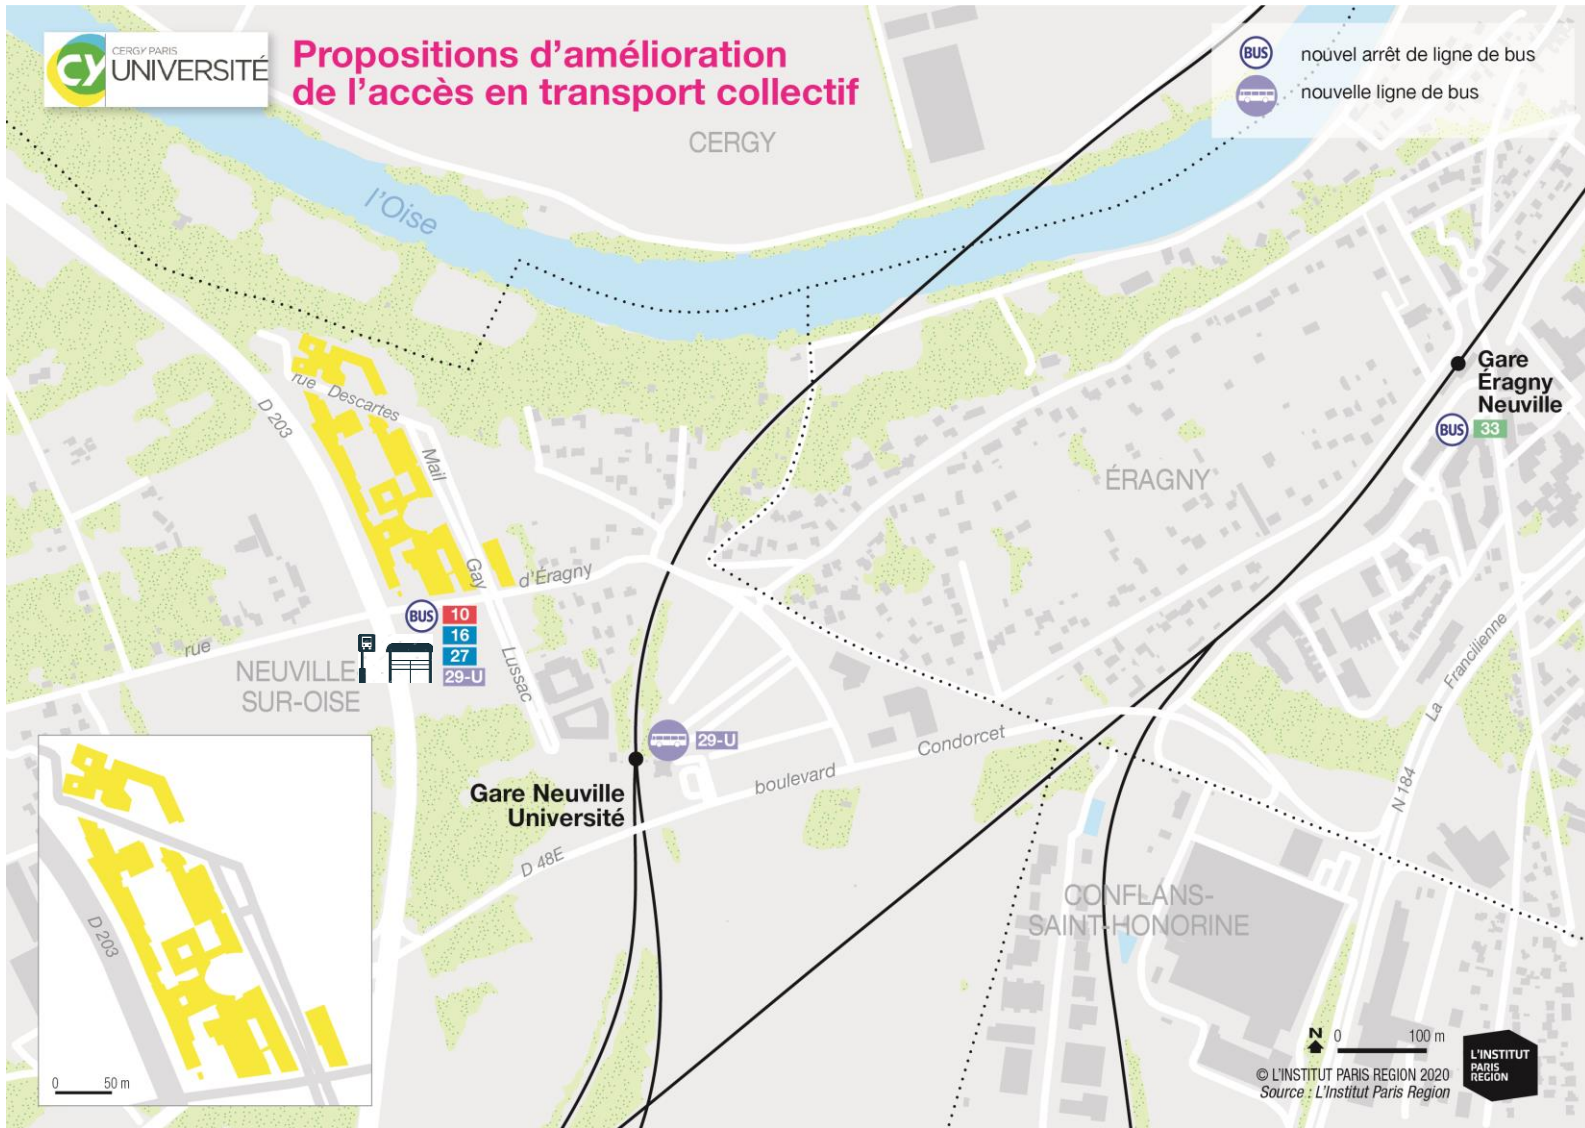 CY
CERGY PARIS
UNIVERSITÉ
Propositions d'amélioration
de l'accès en transport collectif
BUS nouvel arrêt de ligne de bus
nouvelle ligne de bus
CERGY
l'Oise
Gare
Éragny
Neuville
BUS 33
rue Descartes
D 203
Mail
Gay
Lussac
ÉRAGNY
rue
d'Éragny
BUS 10
16
27
29-U
NEUVILLE
SUR-OISE
La Francilienne
29-U
Condorcet
boulevard
Gare Neuville
Université
N 184
D 48E
CONFLANS-
SAINT-HONORINE
D 203
0 50 m
N 0 100 m
© L'INSTITUT PARIS REGION 2020
Source : L'Institut Paris Region
L'INSTITUT
PARIS
REGION